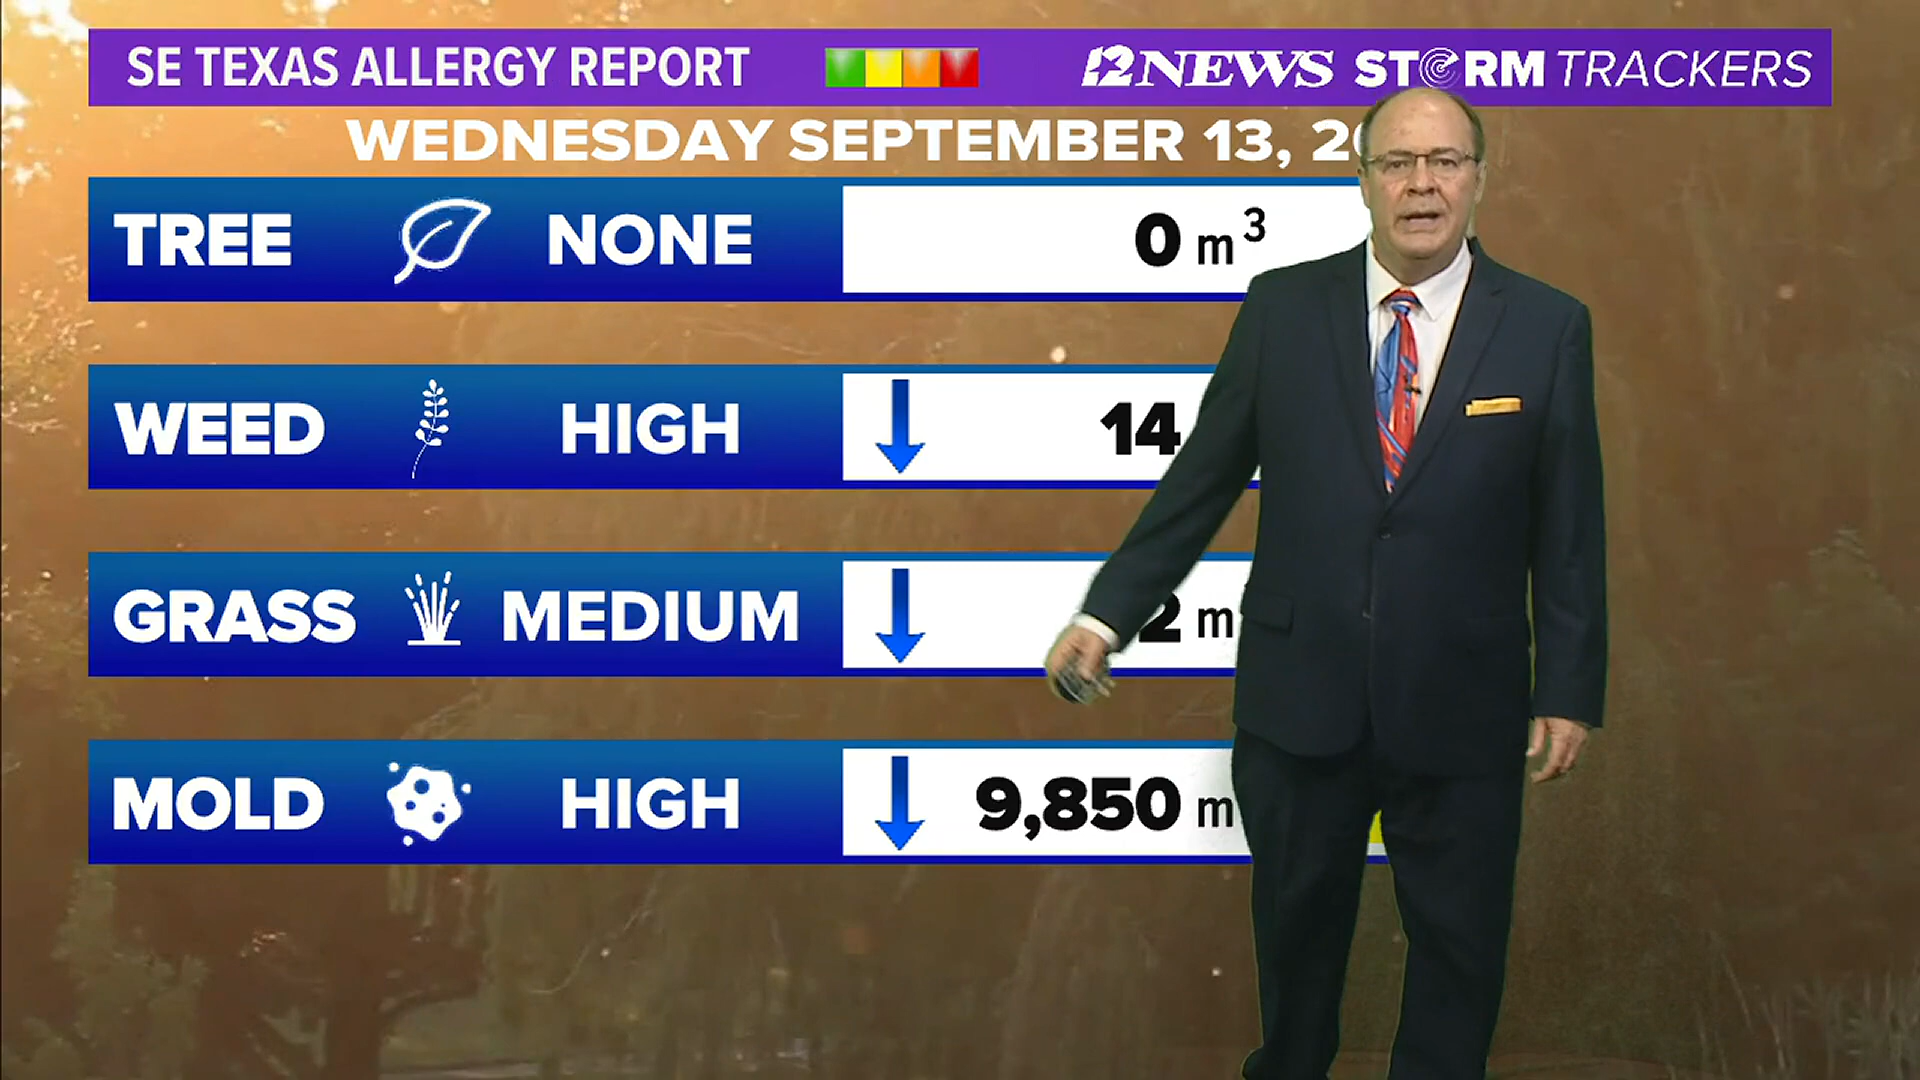 SE TEXAS ALLERGY REPORT 12NEWS STORM TRACKERS
WEDNESDAY SEPTEMBER 13,
TREE NONE 0 m³
WEED HIGH 14
GRASS MEDIUM 2 m
MOLD HIGH 9,850 m